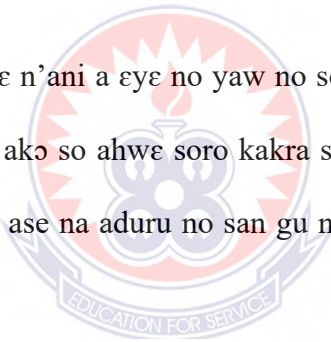 ɛ n’ani a ɛyɛ no yaw no s
akɔ so ahwɛ soro kakra s
ase na aduru no san gu n
EDUCATION FOR SERVICE